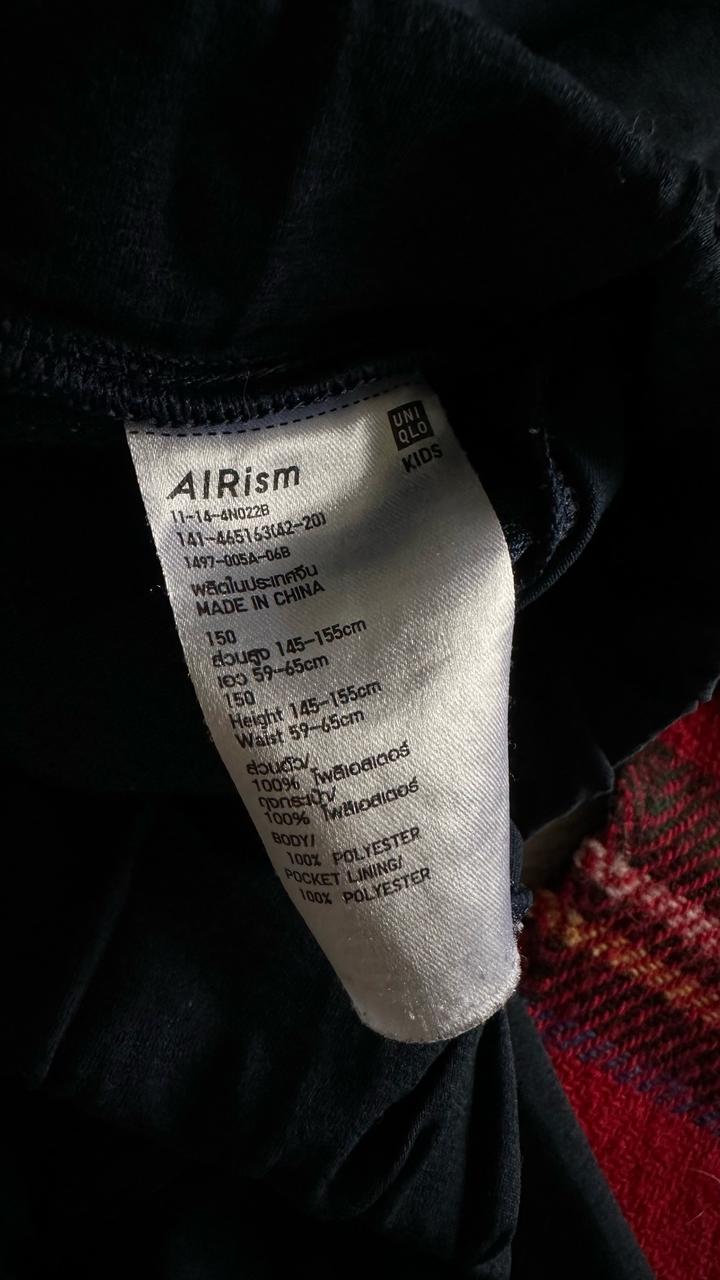 UNI
QLO
KIDS
AIRism
11-14-4N022B
141-465163(42-20)
1497-005A-06B
ผลิตในประเทศจีน
MADE IN CHINA
150
ส่วนสูง 145-155cm
เอว 59-65cm
150
Height 145-155cm
Waist 59-65cm
ส่วนตัว/
100% โพลีเอสเตอร์
ถุงกระเป๋า/
100% โพลีเอสเตอร์
BODY/
100% POLYESTER
POCKET LINING/
100% POLYESTER